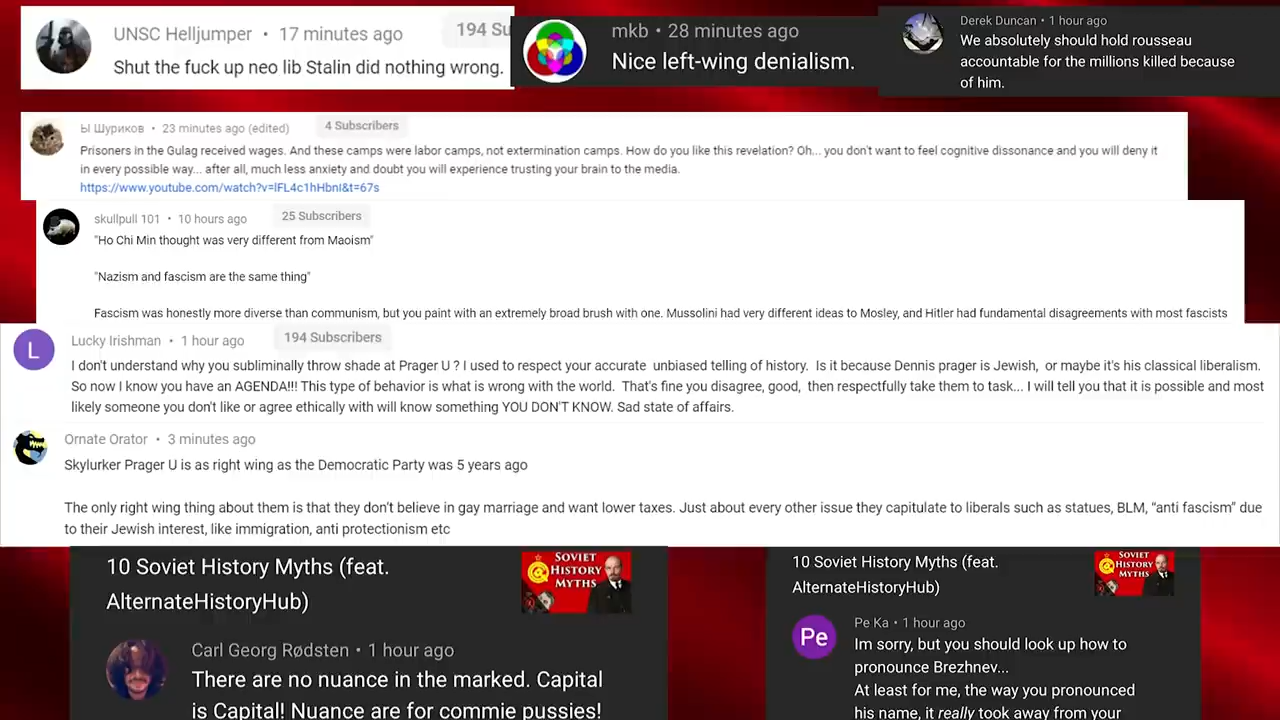 UNSC Helljumper • 17 minutes ago
194 Su
Shut the fuck up neo lib Stalin did nothing wrong.
mkb • 28 minutes ago
Nice left-wing denialism.
Derek Duncan • 1 hour ago
We absolutely should hold rousseau
accountable for the millions killed because
of him.
Ы Шуриков • 23 minutes ago (edited)
4 Subscribers
Prisoners in the Gulag received wages. And these camps were labor camps, not extermination camps. How do you like this revelation? Oh... you don't want to feel cognitive dissonance and you will deny it
in every possible way... after all, much less anxiety and doubt you will experience trusting your brain to the media.
https://www.youtube.com/watch?v=lFL4c1hHbnI&t=67s
skullpull 101 • 10 hours ago
25 Subscribers
"Ho Chi Min thought was very different from Maoism"
"Nazism and fascism are the same thing"
Fascism was honestly more diverse than communism, but you paint with an extremely broad brush with one. Mussolini had very different ideas to Mosley, and Hitler had fundamental disagreements with most fascists
L
Lucky Irishman • 1 hour ago
194 Subscribers
I don't understand why you subliminally throw shade at Prager U ? I used to respect your accurate unbiased telling of history. Is it because Dennis prager is Jewish, or maybe it's his classical liberalism.
So now I know you have an AGENDA!!! This type of behavior is what is wrong with the world. That's fine you disagree, good, then respectfully take them to task... I will tell you that it is possible and most
likely someone you don't like or agree ethically with will know something YOU DON'T KNOW. Sad state of affairs.
Ornate Orator • 3 minutes ago
Skylurker Prager U is as right wing as the Democratic Party was 5 years ago
The only right wing thing about them is that they don't believe in gay marriage and want lower taxes. Just about every other issue they capitulate to liberals such as statues, BLM, “anti fascism” due
to their Jewish interest, like immigration, anti protectionism etc
10 Soviet History Myths (feat.
AlternateHistoryHub)
SOVIET
HISTORY
MYTHS
Carl Georg Rødsten • 1 hour ago
There are no nuance in the marked. Capital
is Capital! Nuance are for commie pussies!
10 Soviet History Myths (feat.
AlternateHistoryHub)
SOVIET
HISTORY
MYTHS
Pe
Pe Ka • 1 hour ago
Im sorry, but you should look up how to
pronounce Brezhnev...
At least for me, the way you pronounced
his name, it really took away from your